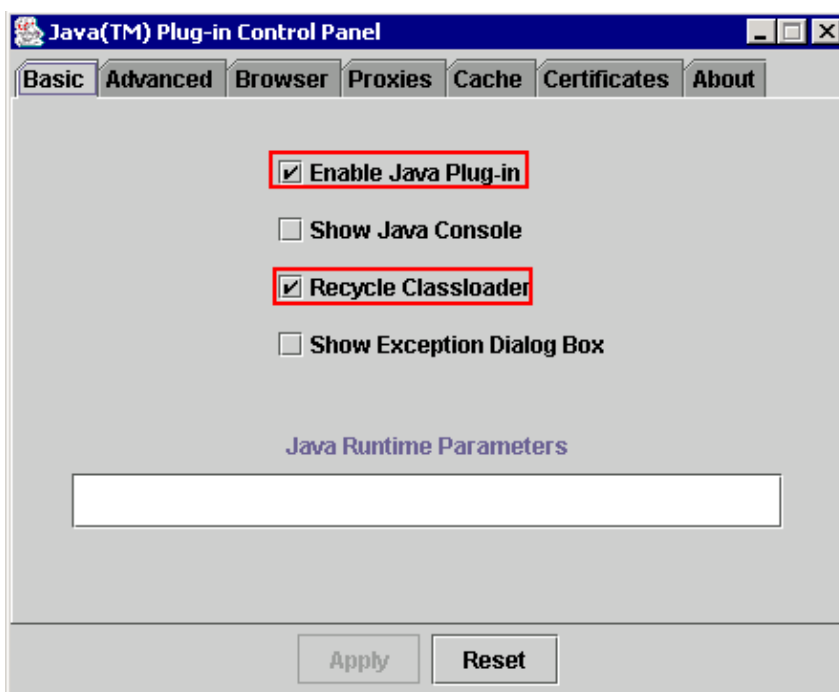 Java(TM) Plug-in Control Panel
Basic Advanced Browser Proxies Cache Certificates About
Enable Java Plug-in
Show Java Console
Recycle Classloader
Show Exception Dialog Box
Java Runtime Parameters
Apply Reset